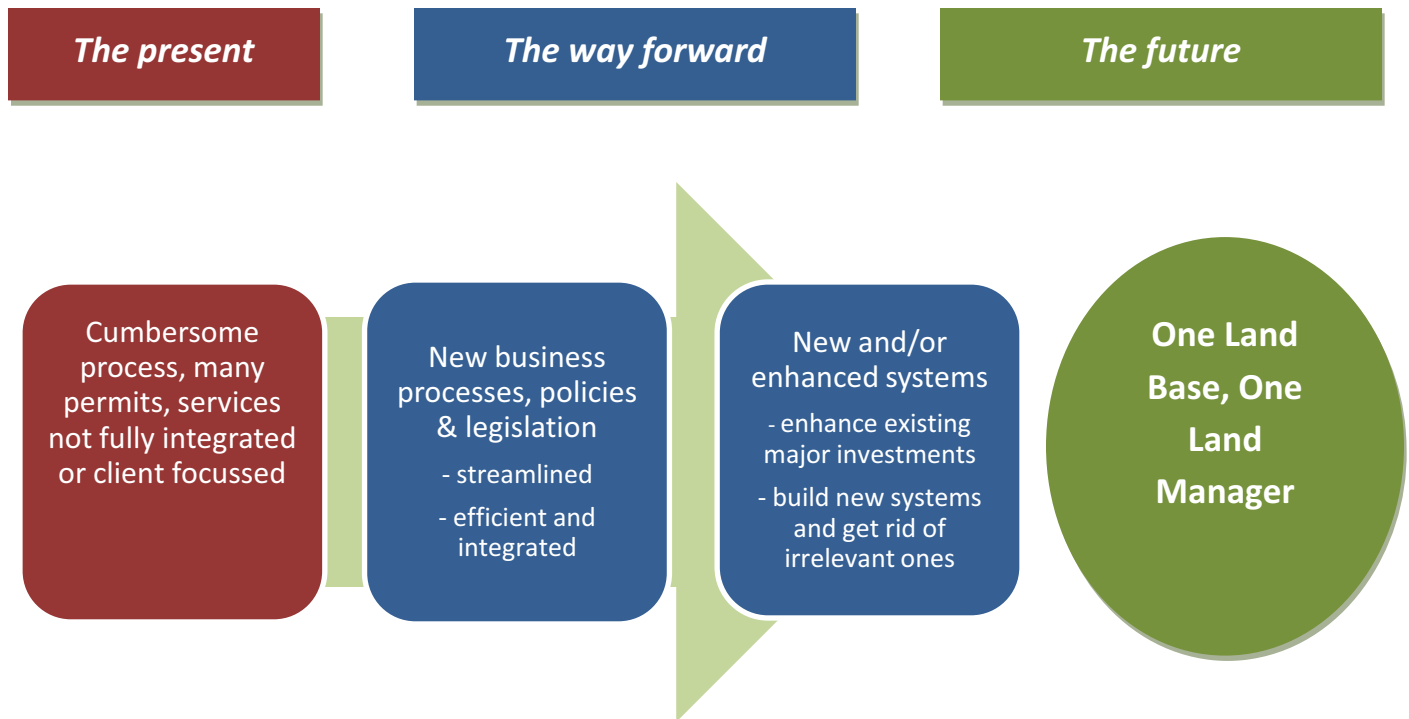 The present
The way forward
The future
Cumbersome
process, many
permits, services
not fully integrated
or client focussed
New business
processes, policies
& legislation
- streamlined
- efficient and
integrated
New and/or
enhanced systems
- enhance existing
major investments
- build new systems
and get rid of
irrelevant ones
One Land
Base, One
Land
Manager